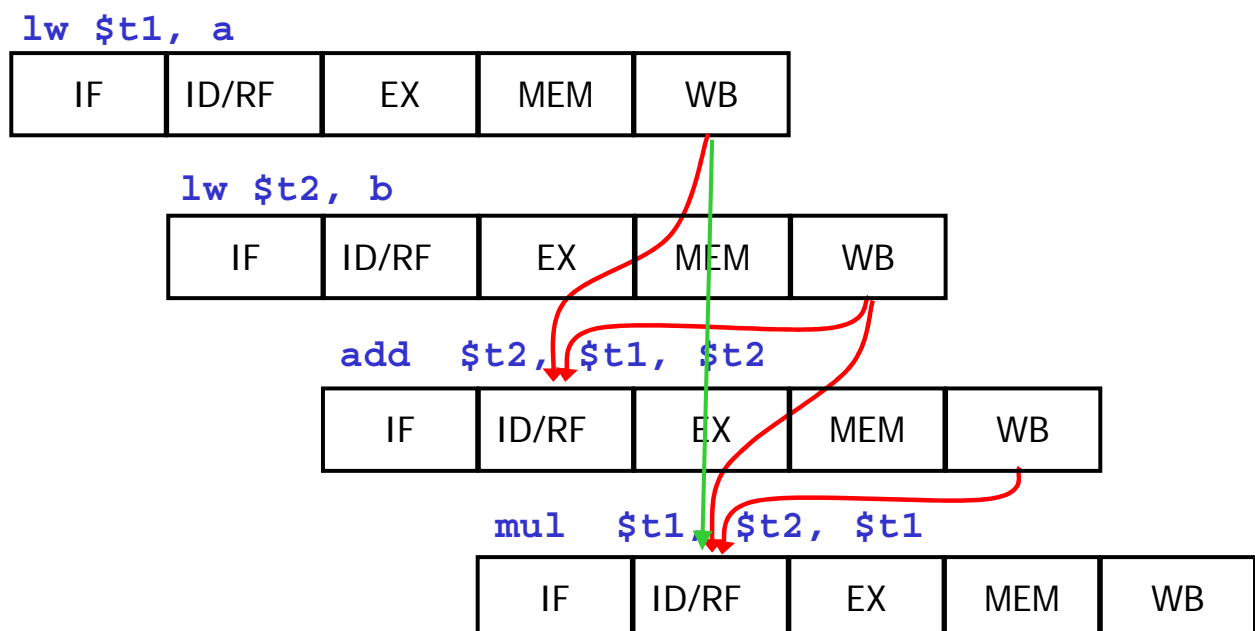 lw $t1, a
IF ID/RF EX MEM WB
lw $t2, b
IF ID/RF EX MEM WB
add $t2, $t1, $t2
IF ID/RF EX MEM WB
mul $t1, $t2, $t1
IF ID/RF EX MEM WB